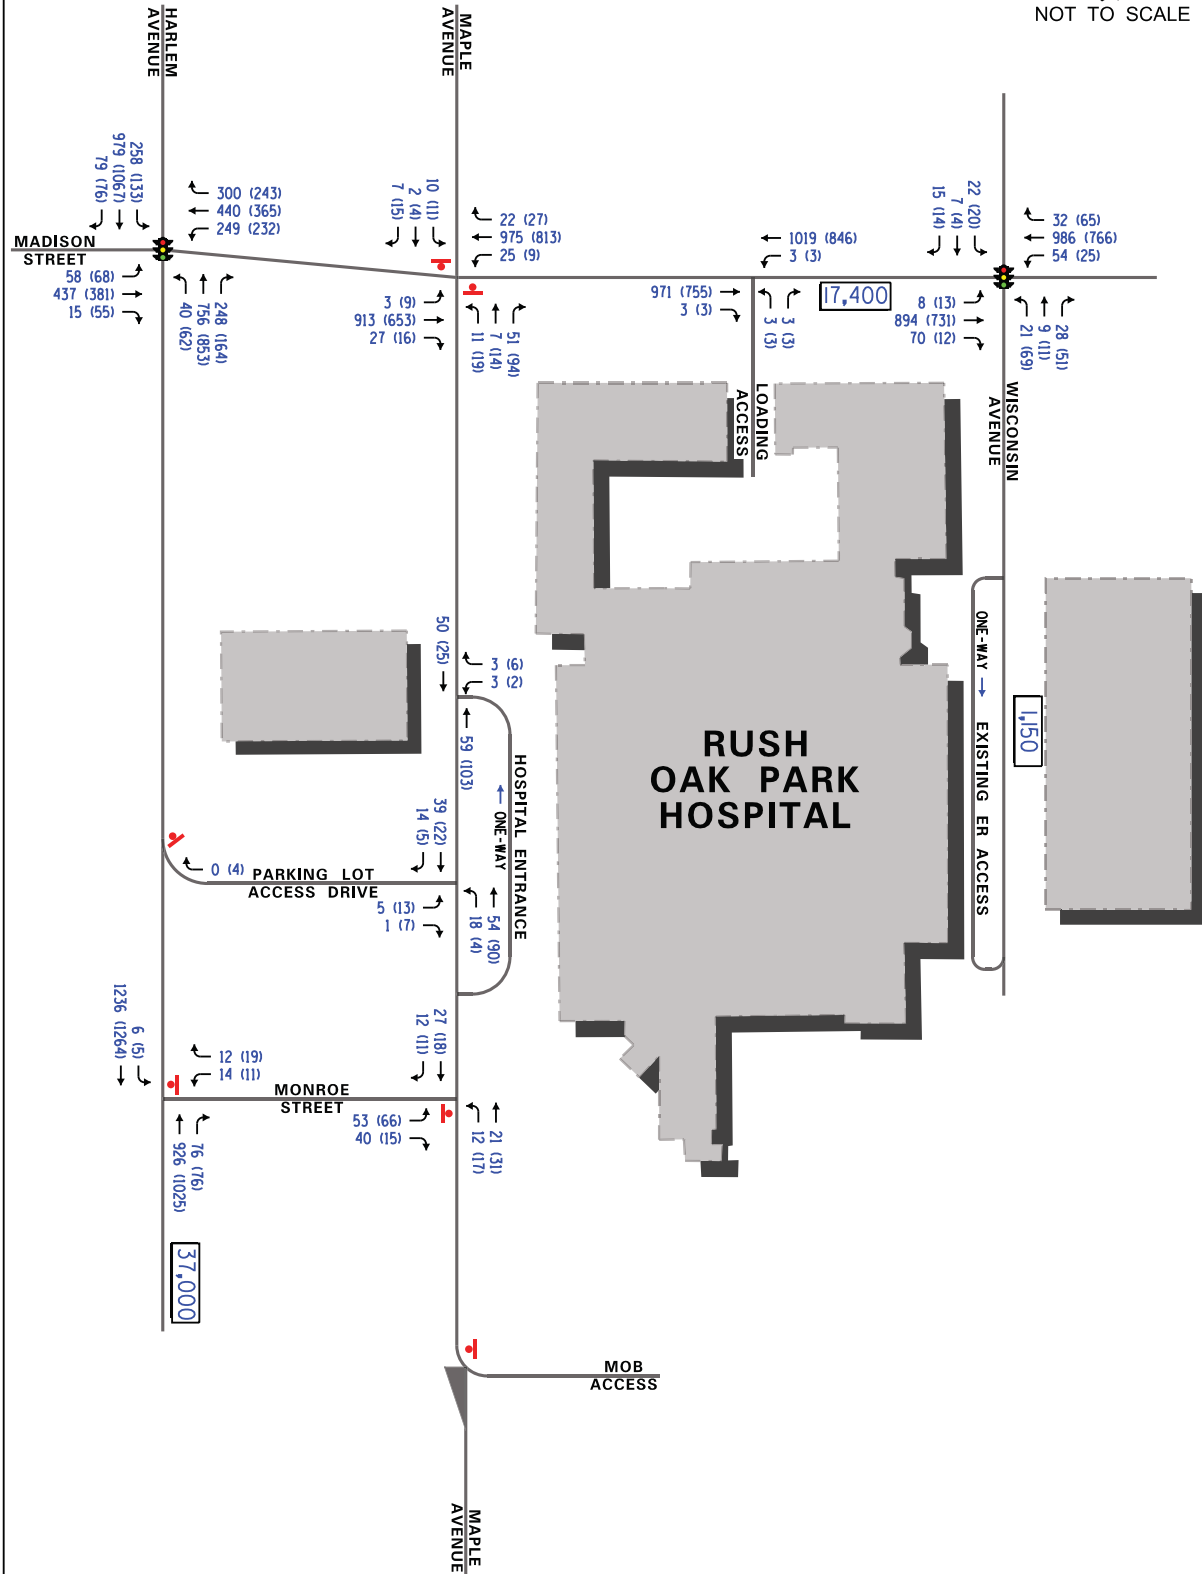 NOT TO SCALE
HARLEM
AVENUE
MAPLE
AVENUE
258 (133)
979 (1067)
79 (76)
300 (243)
440 (365)
249 (232)
10 (11)
2 (4)
7 (15)
22 (27)
975 (813)
25 (9)
1019 (846)
3 (3)
22 (20)
7 (4)
15 (14)
32 (65)
986 (766)
54 (25)
MADISON
STREET
58 (68)
437 (381)
15 (55)
248 (164)
756 (853)
40 (62)
3 (9)
913 (653)
27 (16)
51 (94)
7 (14)
11 (19)
971 (755)
3 (3)
3 (3)
3 (3)
17,400
8 (13)
894 (731)
70 (12)
28 (51)
9 (11)
21 (69)
LOADING
ACCESS
WISCONSIN
AVENUE
50 (25)
3 (6)
3 (2)
59 (103)
HOSPITAL ENTRANCE
ONE-WAY
RUSH
OAK PARK
HOSPITAL
ONE-WAY
EXISTING ER ACCESS
1,150
39 (22)
14 (5)
0 (4)
PARKING LOT
ACCESS DRIVE
5 (13)
1 (7)
54 (90)
18 (4)
6 (5)
1236 (1264)
12 (19)
14 (11)
27 (18)
12 (11)
MONROE
STREET
53 (66)
40 (15)
21 (31)
12 (17)
76 (76)
926 (1025)
37,000
MOB
ACCESS
MAPLE
AVENUE